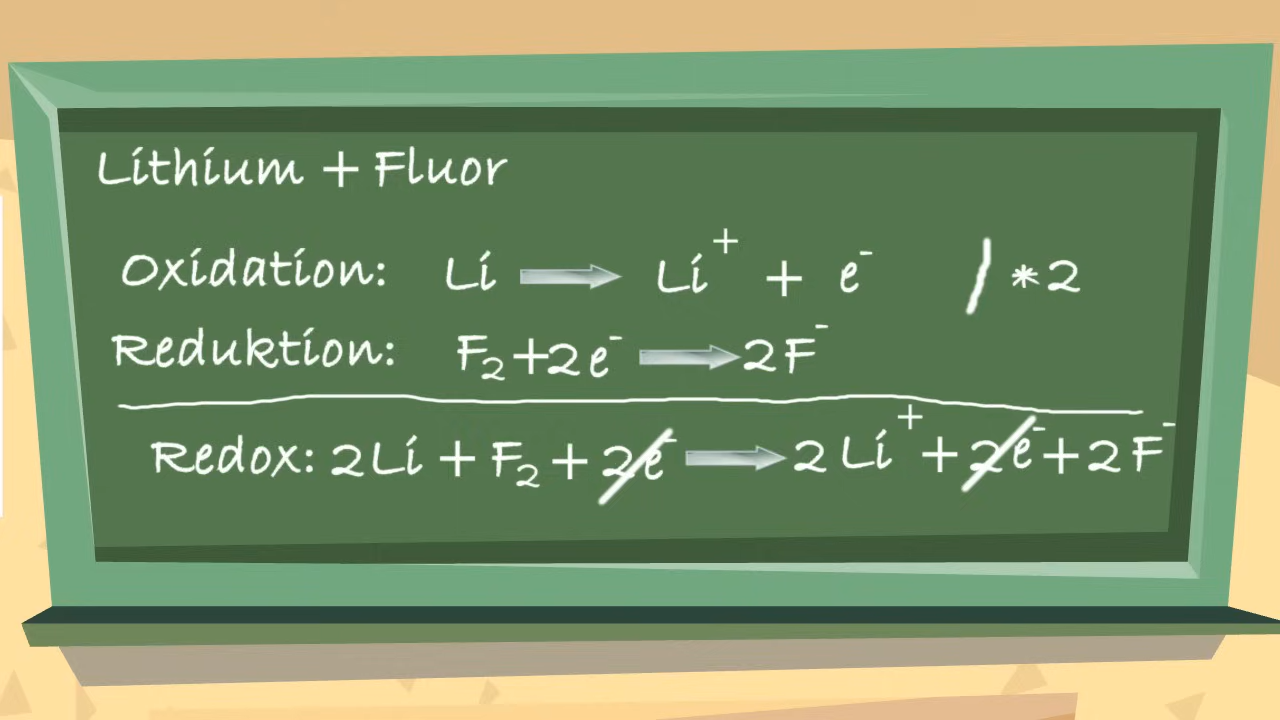 Lithium + Fluor
Oxidation: Li → Li⁺ + e⁻ / *2
Reduktion: F₂+2e⁻ → 2F⁻
Redox: 2Li + F₂ + 2e⁻ → 2Li⁺ + 2e⁻ + 2F⁻